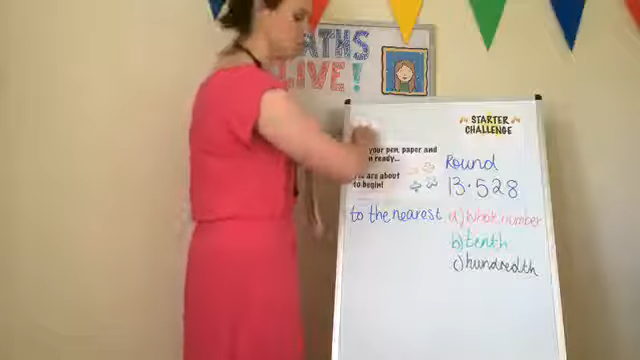 MATHS
LIVE!
STARTER
CHALLENGE
your pen, paper and
ready...
are about
to begin!
Round
13.528
to the nearest a) whole number
b) tenth
c) hundredth